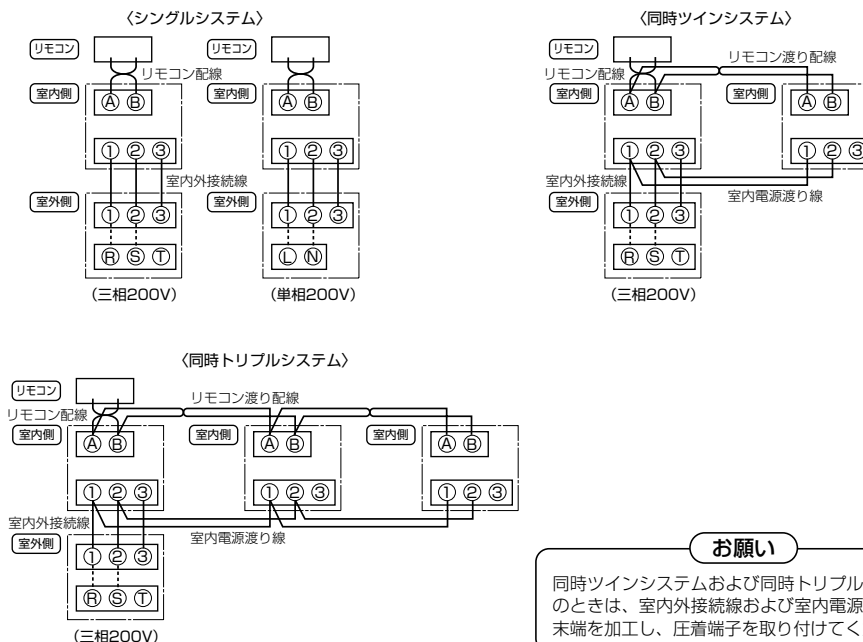 〈シングルシステム〉
リモコン
リモコン
リモコン配線
室内側
室内側
Ⓐ Ⓑ
Ⓐ Ⓑ
① ② ③
① ② ③
室内外接続線
室外側
室外側
① ② ③
① ② ③
Ⓡ Ⓢ Ⓣ
Ⓛ Ⓝ
(三相200V)
(単相200V)
〈同時ツインシステム〉
リモコン
リモコン渡り配線
リモコン配線
室内側
室内側
Ⓐ Ⓑ
Ⓐ Ⓑ
① ② ③
① ② ③
室内外接続線
室内電源渡り線
室外側
① ② ③
Ⓡ Ⓢ Ⓣ
(三相200V)
〈同時トリプルシステム〉
リモコン
リモコン渡り配線
リモコン配線
室内側
室内側
室内側
Ⓐ Ⓑ
Ⓐ Ⓑ
Ⓐ Ⓑ
① ② ③
① ② ③
① ② ③
室内外接続線
室内電源渡り線
室外側
① ② ③
Ⓡ Ⓢ Ⓣ
(三相200V)
お願い
同時ツインシステムおよび同時トリプル
のときは、室内外接続線および室内電源
末端を加工し、圧着端子を取り付けてく